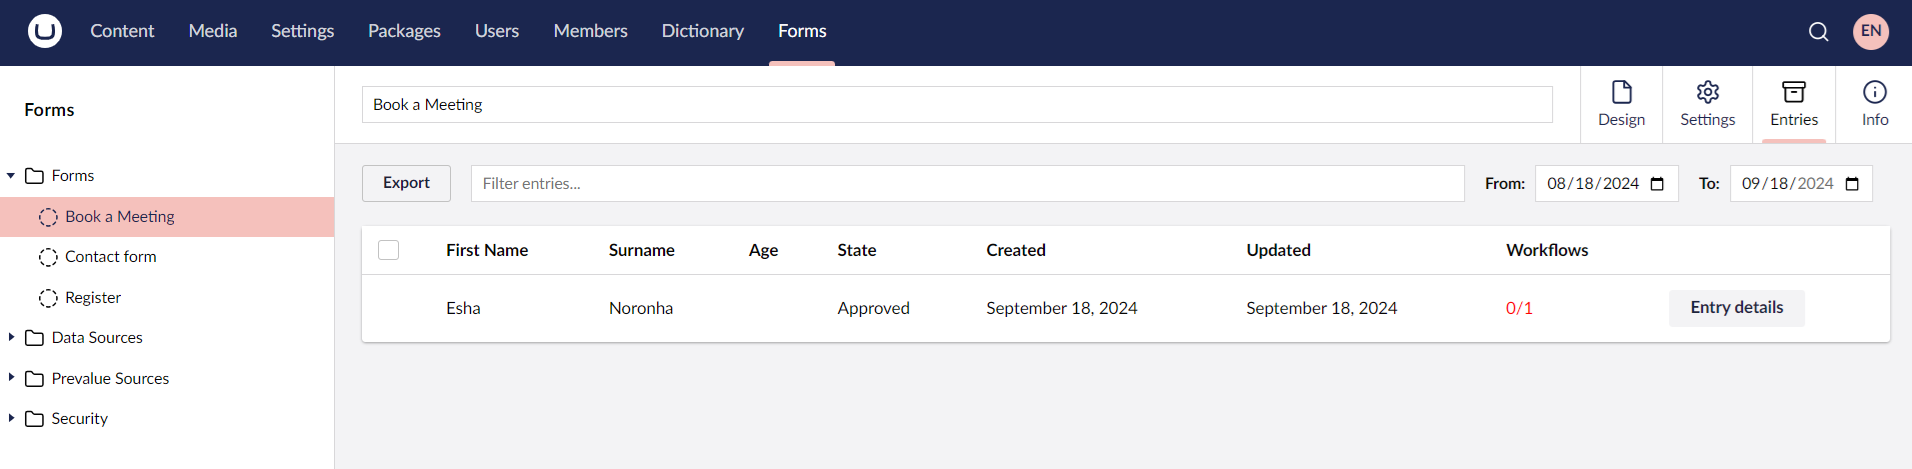 Content Media Settings Packages Users Members Dictionary Forms EN
Forms
Book a Meeting
Design Settings Entries Info
Forms
Book a Meeting
Contact form
Register
Data Sources
Prevalue Sources
Security
Export Filter entries... From: 08/18/2024 To: 09/18/2024
First Name Surname Age State Created Updated Workflows
Esha Noronha Approved September 18, 2024 September 18, 2024 0/1 Entry details